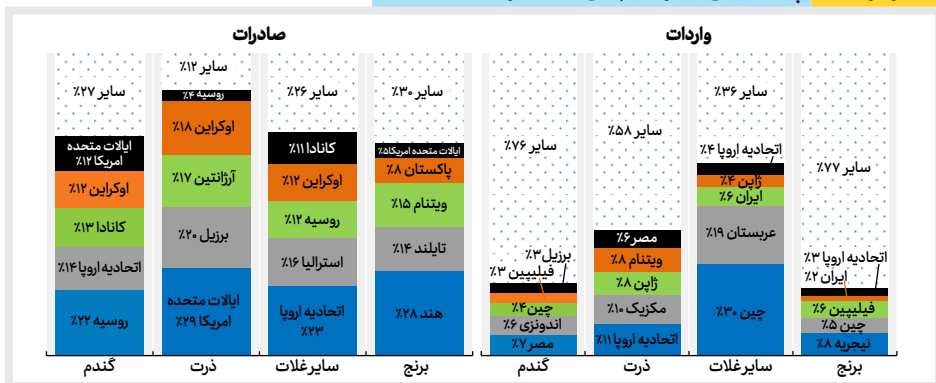 صادرات
واردات
سایر ٪۲۷
ایالات متحده
امریکا ٪۱۲
اوکراین ٪۱۲
کانادا ٪۱۳
اتحادیه اروپا ٪۱۴
روسیه ٪۲۲
گندم
سایر ٪۱۲
روسیه ٪۴
اوکراین ٪۱۸
آرژانتین ٪۱۷
برزیل ٪۲۰
ایالات متحده
امریکا ٪۲۹
ذرت
سایر ٪۲۶
کانادا ٪۱۱
اوکراین ٪۱۲
روسیه ٪۱۲
استرالیا ٪۱۶
اتحادیه اروپا
٪۲۳
سایرغلات
سایر ٪۳۰
ایالات متحده امریکا ٪۵
پاکستان ٪۸
ویتنام ٪۱۵
تایلند ٪۱۴
هند ٪۲۸
برنج
سایر ٪۷۶
برزیل ٪۳
فیلیپین ٪۳
چین ٪۴
اندونزی ٪۶
مصر ٪۷
گندم
سایر ٪۵۸
مصر ٪۶
ویتنام ٪۸
ژاپن ٪۸
مکزیک ٪۱۰
اتحادیه اروپا ٪۱۱
ذرت
سایر ٪۳۶
اتحادیه اروپا ٪۴
ژاپن ٪۴
ایران ٪۶
عربستان ٪۱۹
چین ٪۳۰
سایرغلات
سایر ٪۷۷
اتحادیه اروپا ٪۳
ایران ٪۲
فیلیپین ٪۶
چین ٪۵
نیجریه ٪۸
برنج